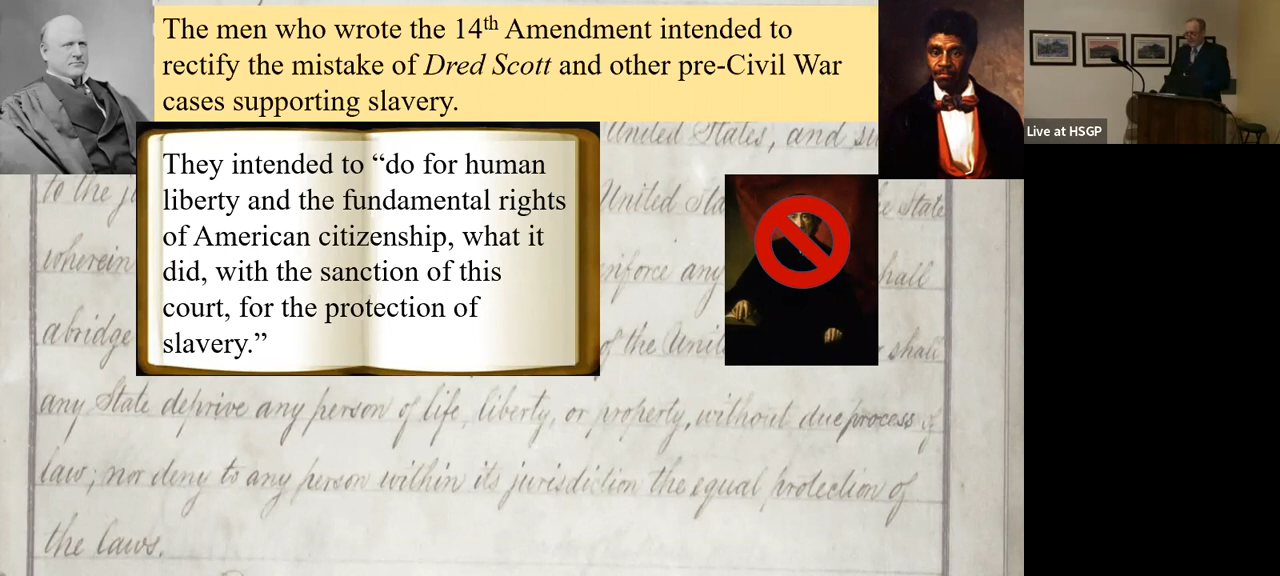 The men who wrote the 14th Amendment intended to
rectify the mistake of Dred Scott and other pre-Civil War
cases supporting slavery.
Live at HSGP
United States, and
They intended to “do for human
liberty and the fundamental rights
of American citizenship, what it
did, with the sanction of this
court, for the protection of
slavery.”
to the United State
wherein enforce any hall
abridge of the shall
any State deprive any person of life, liberty, or property, without due process of
law; nor deny to any person within its jurisdiction the equal protection of
the laws.